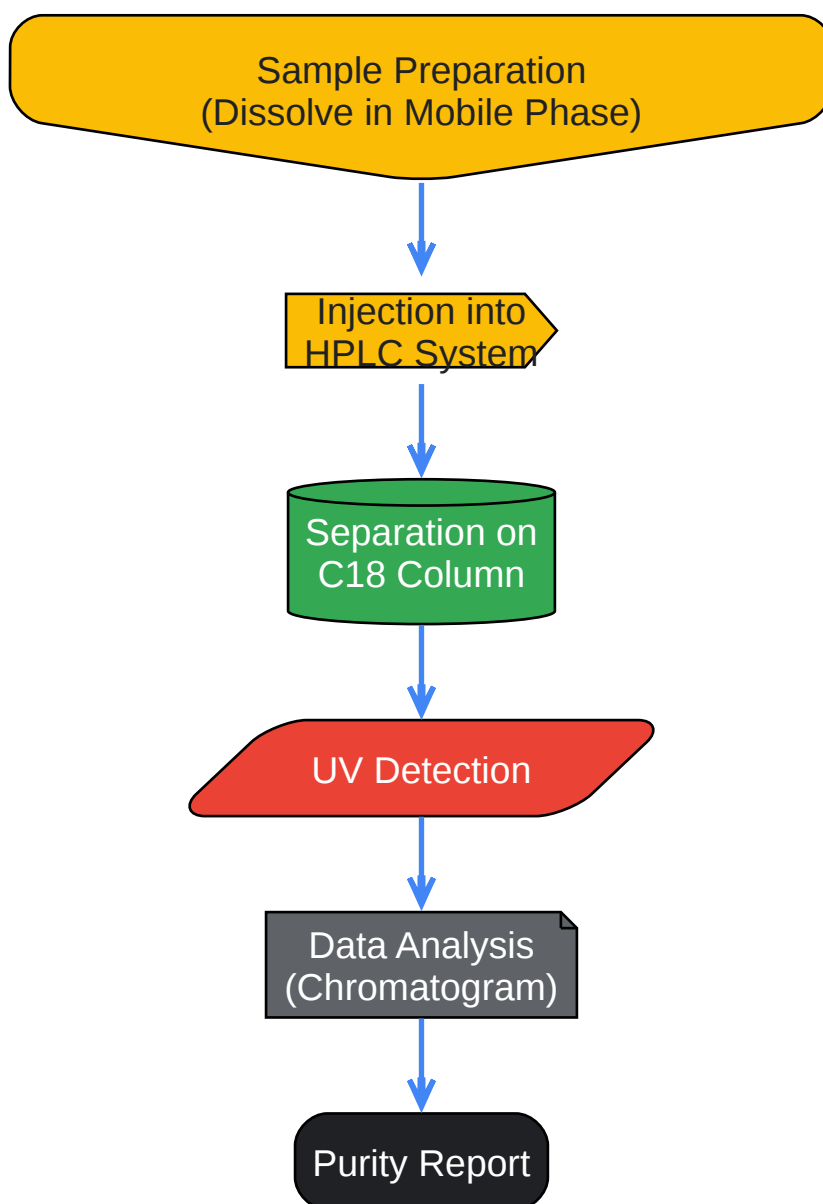 Sample Preparation
(Dissolve in Mobile Phase)
Injection into
HPLC System
Separation on
C18 Column
UV Detection
Data Analysis
(Chromatogram)
Purity Report